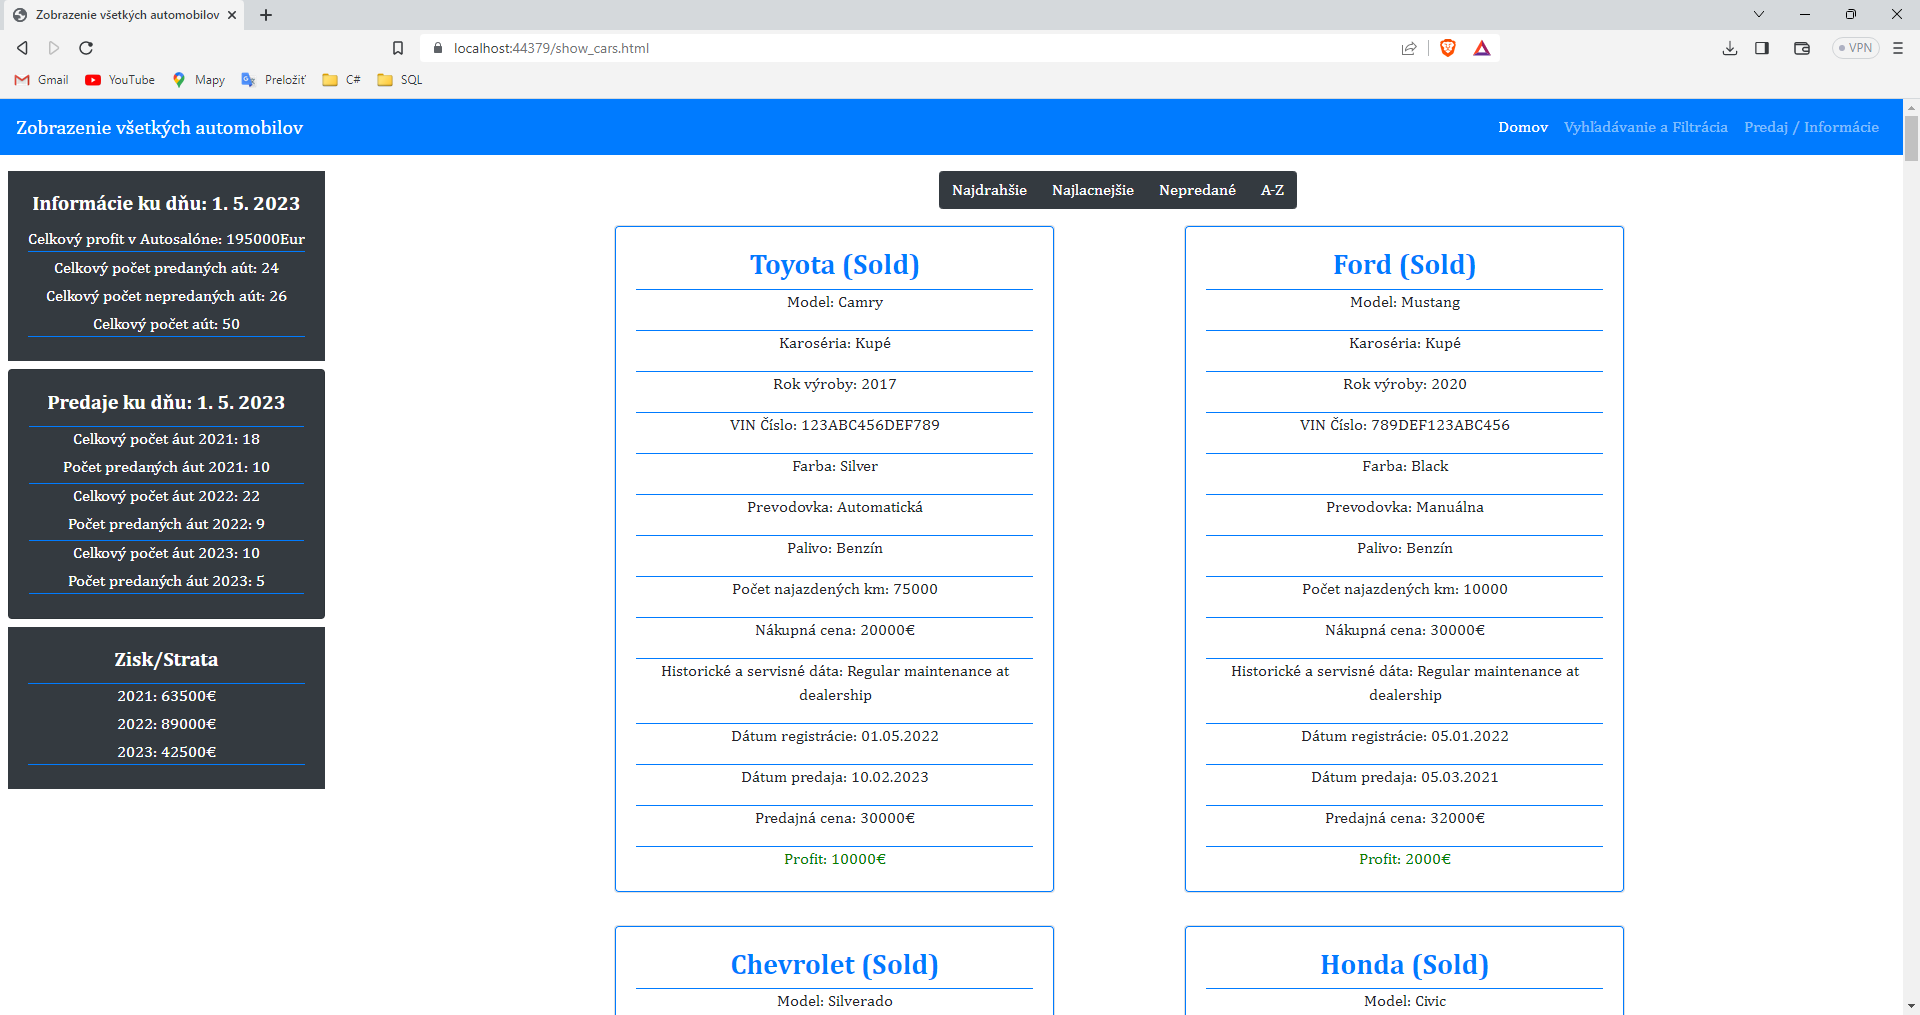 Zobrazenie všetkých automobilov
localhost:44379/show_cars.html
VPN
Gmail
YouTube
Mapy
Preložiť
C#
SQL
Zobrazenie všetkých automobilov
Domov
Vyhľadávanie a Filtrácia
Predaj / Informácie
Informácie ku dňu: 1. 5. 2023
Celkový profit v Autosalóne: 195000Eur
Celkový počet predaných aút: 24
Celkový počet nepredaných aút: 26
Celkový počet aút: 50
Predaje ku dňu: 1. 5. 2023
Celkový počet áut 2021: 18
Počet predaných áut 2021: 10
Celkový počet áut 2022: 22
Počet predaných áut 2022: 9
Celkový počet áut 2023: 10
Počet predaných áut 2023: 5
Zisk/Strata
2021: 63500€
2022: 89000€
2023: 42500€
Najdrahšie
Najlacnejšie
Nepredané
A-Z
Toyota (Sold)
Model: Camry
Karoséria: Kupé
Rok výroby: 2017
VIN Číslo: 123ABC456DEF789
Farba: Silver
Prevodovka: Automatická
Palivo: Benzín
Počet najazdených km: 75000
Nákupná cena: 20000€
Historické a servisné dáta: Regular maintenance at
dealership
Dátum registrácie: 01.05.2022
Dátum predaja: 10.02.2023
Predajná cena: 30000€
Profit: 10000€
Ford (Sold)
Model: Mustang
Karoséria: Kupé
Rok výroby: 2020
VIN Číslo: 789DEF123ABC456
Farba: Black
Prevodovka: Manuálna
Palivo: Benzín
Počet najazdených km: 10000
Nákupná cena: 30000€
Historické a servisné dáta: Regular maintenance at
dealership
Dátum registrácie: 05.01.2022
Dátum predaja: 05.03.2021
Predajná cena: 32000€
Profit: 2000€
Chevrolet (Sold)
Model: Silverado
Honda (Sold)
Model: Civic